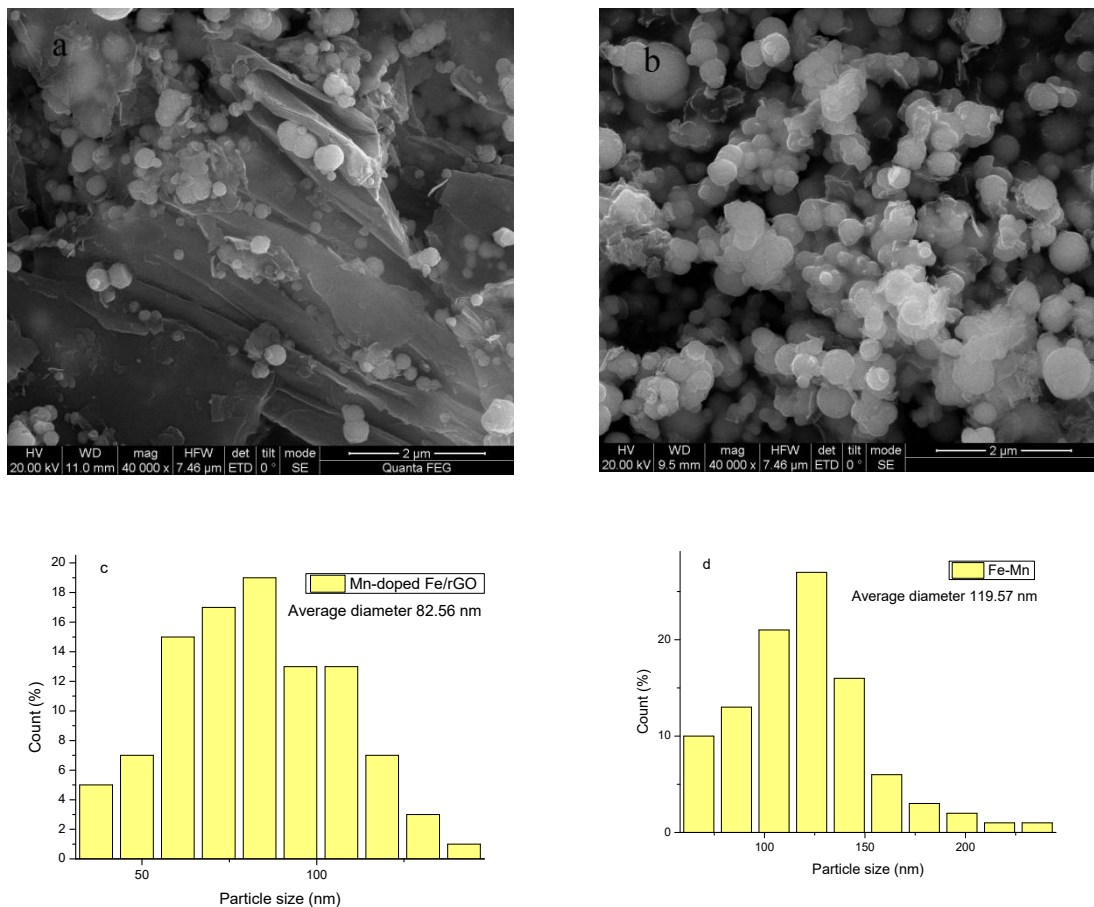 a
HV WD mag HFW det tilt mode 2 µm
20.00 kV 11.0 mm 40 000 x 7.46 µm ETD 0 ° SE Quanta FEG
b
HV WD mag HFW det tilt mode 2 µm
20.00 kV 9.5 mm 40 000 x 7.46 µm ETD 0 ° SE
c
Mn-doped Fe/rGO
Average diameter 82.56 nm
Count (%)
20
18
16
14
12
10
8
6
4
2
0
50 100
Particle size (nm)
d
Fe-Mn
Average diameter 119.57 nm
Count (%)
20
10
0
100 150 200
Particle size (nm)